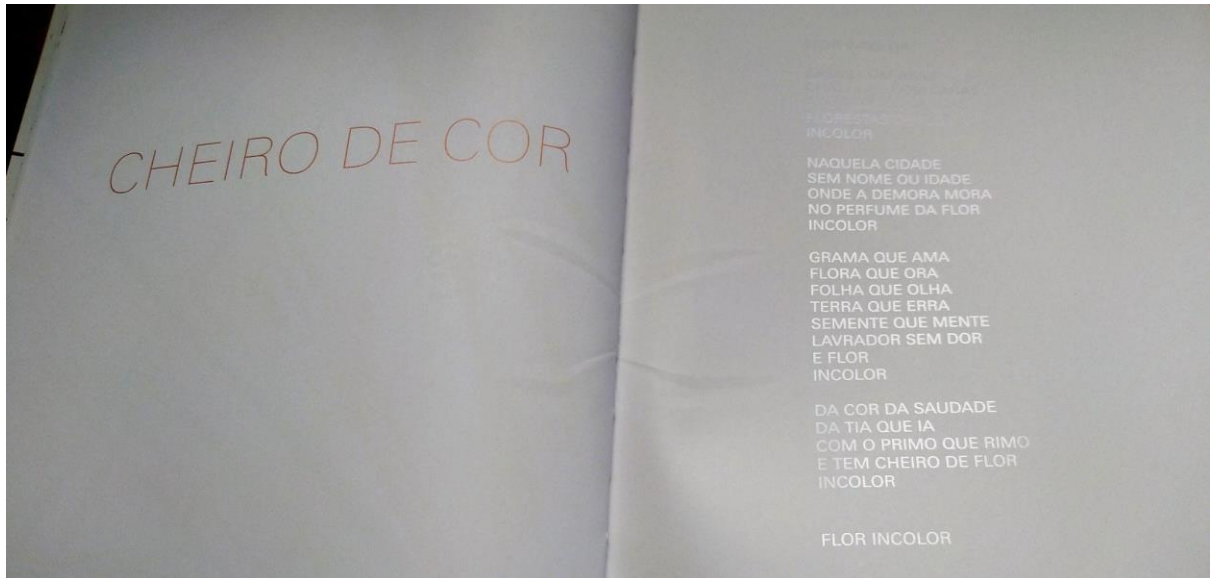 CHEIRO DE COR
INCOLOR
NAQUELA CIDADE
SEM NOME OU IDADE
ONDE A DEMORA MORA
NO PERFUME DA FLOR
INCOLOR
GRAMA QUE AMA
FLORA QUE ORA
FOLHA QUE OLHA
TERRA QUE ERRA
SEMENTE QUE MENTE
LAVRADOR SEM DOR
E FLOR
INCOLOR
DA COR DA SAUDADE
DA TIA QUE IA
COM O PRIMO QUE RIMO
E TEM CHEIRO DE FLOR
INCOLOR
FLOR INCOLOR